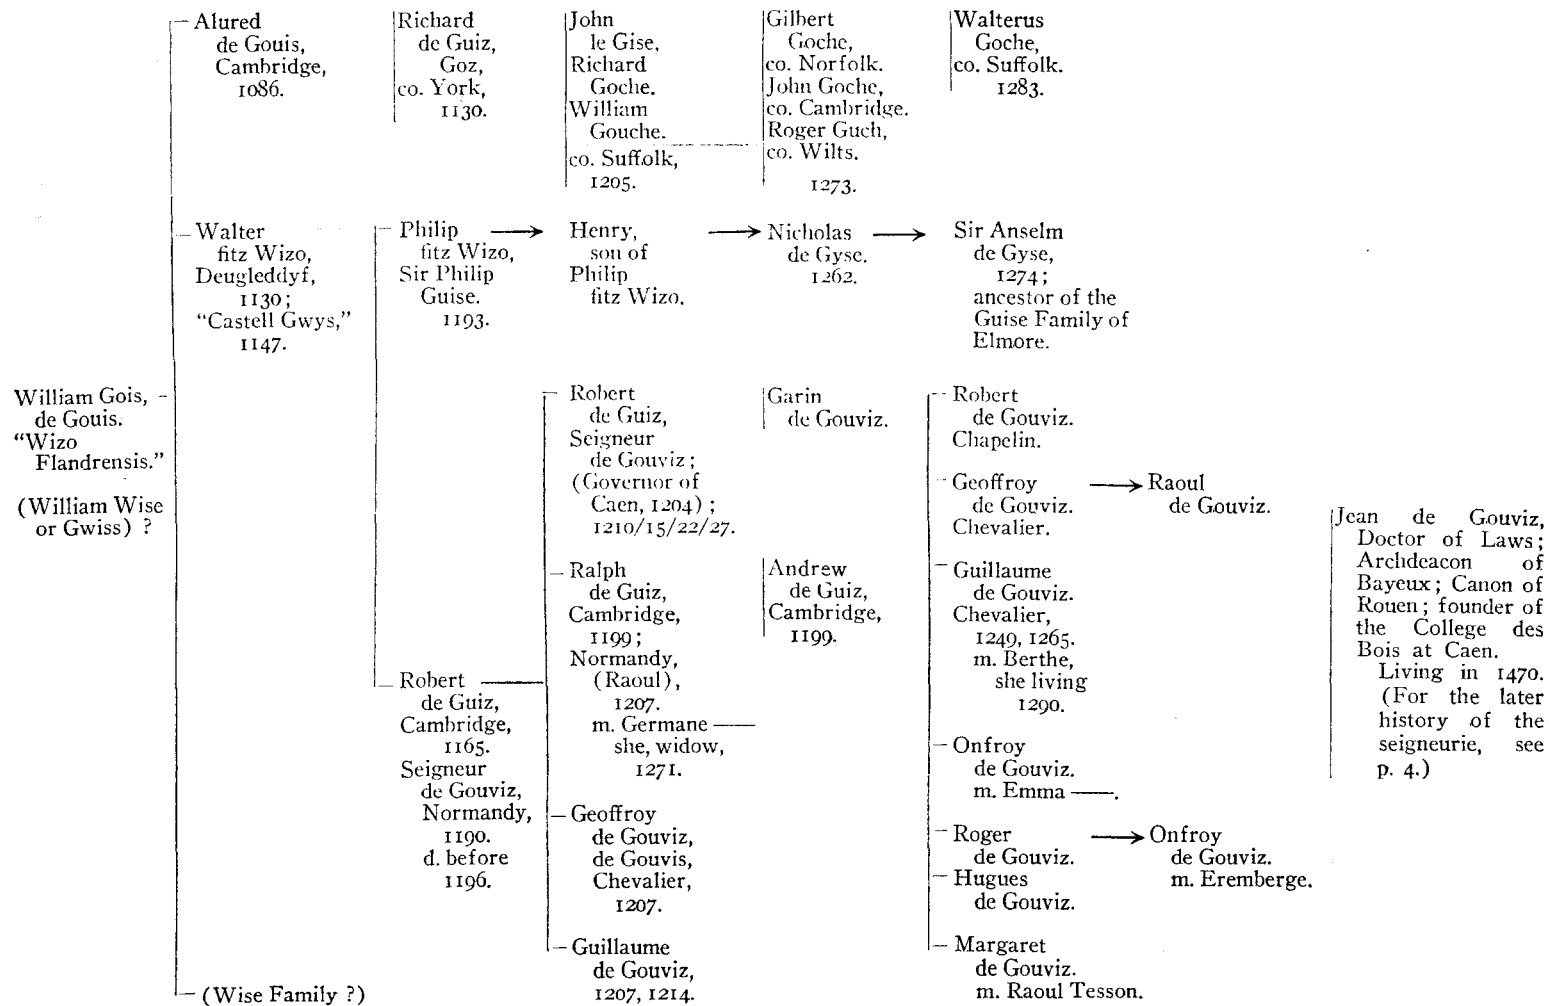 William Gois,
de Gouis.
“Wizo
Flandrensis.”
(William Wise
or Gwiss) ?
Alured
de Gouis,
Cambridge,
1086.
Walter
fitz Wizo,
Deugleddyf,
1130;
“Castell Gwys,”
1147.
(Wise Family ?)
Richard
de Guiz,
Goz,
co. York,
1130.
Philip
fitz Wizo,
Sir Philip
Guise.
1193.
Robert
de Guiz,
Cambridge,
1165.
Seigneur
de Gouviz,
Normandy,
1190.
d. before
1196.
John
le Gise,
Richard
Goche.
William
Gouche.
co. Suffolk,
1205.
Henry,
son of
Philip
fitz Wizo.
Robert
de Guiz,
Seigneur
de Gouviz;
(Governor of
Caen, 1204);
1210/15/22/27.
Ralph
de Guiz,
Cambridge,
1199;
Normandy,
(Raoul),
1207.
m. Germane ——
she, widow,
1271.
Geoffroy
de Gouviz,
de Gouvis,
Chevalier,
1207.
Guillaume
de Gouviz,
1207, 1214.
Gilbert
Goche,
co. Norfolk.
John Goche,
co. Cambridge.
Roger Guch,
co. Wilts.
1273.
Nicholas
de Gyse.
1262.
Garin
de Gouviz.
Andrew
de Guiz,
Cambridge,
1199.
Walterus
Goche,
co. Suffolk.
1283.
Sir Anselm
de Gyse,
1274;
ancestor of the
Guise Family of
Elmore.
Robert
de Gouviz.
Chapelin.
Geoffroy
de Gouviz.
Chevalier.
Guillaume
de Gouviz.
Chevalier,
1249, 1265.
m. Berthe,
she living
1290.
Onfroy
de Gouviz.
m. Emma ——.
Roger
de Gouviz.
Hugues
de Gouviz.
Margaret
de Gouviz.
m. Raoul Tesson.
Raoul
de Gouviz.
Onfroy
de Gouviz.
m. Eremberge.
Jean de Gouviz,
Doctor of Laws;
Archdeacon of
Bayeux; Canon of
Rouen; founder of
the College des
Bois at Caen.
Living in 1470.
(For the later
history of the
seigneurie, see
p. 4.)